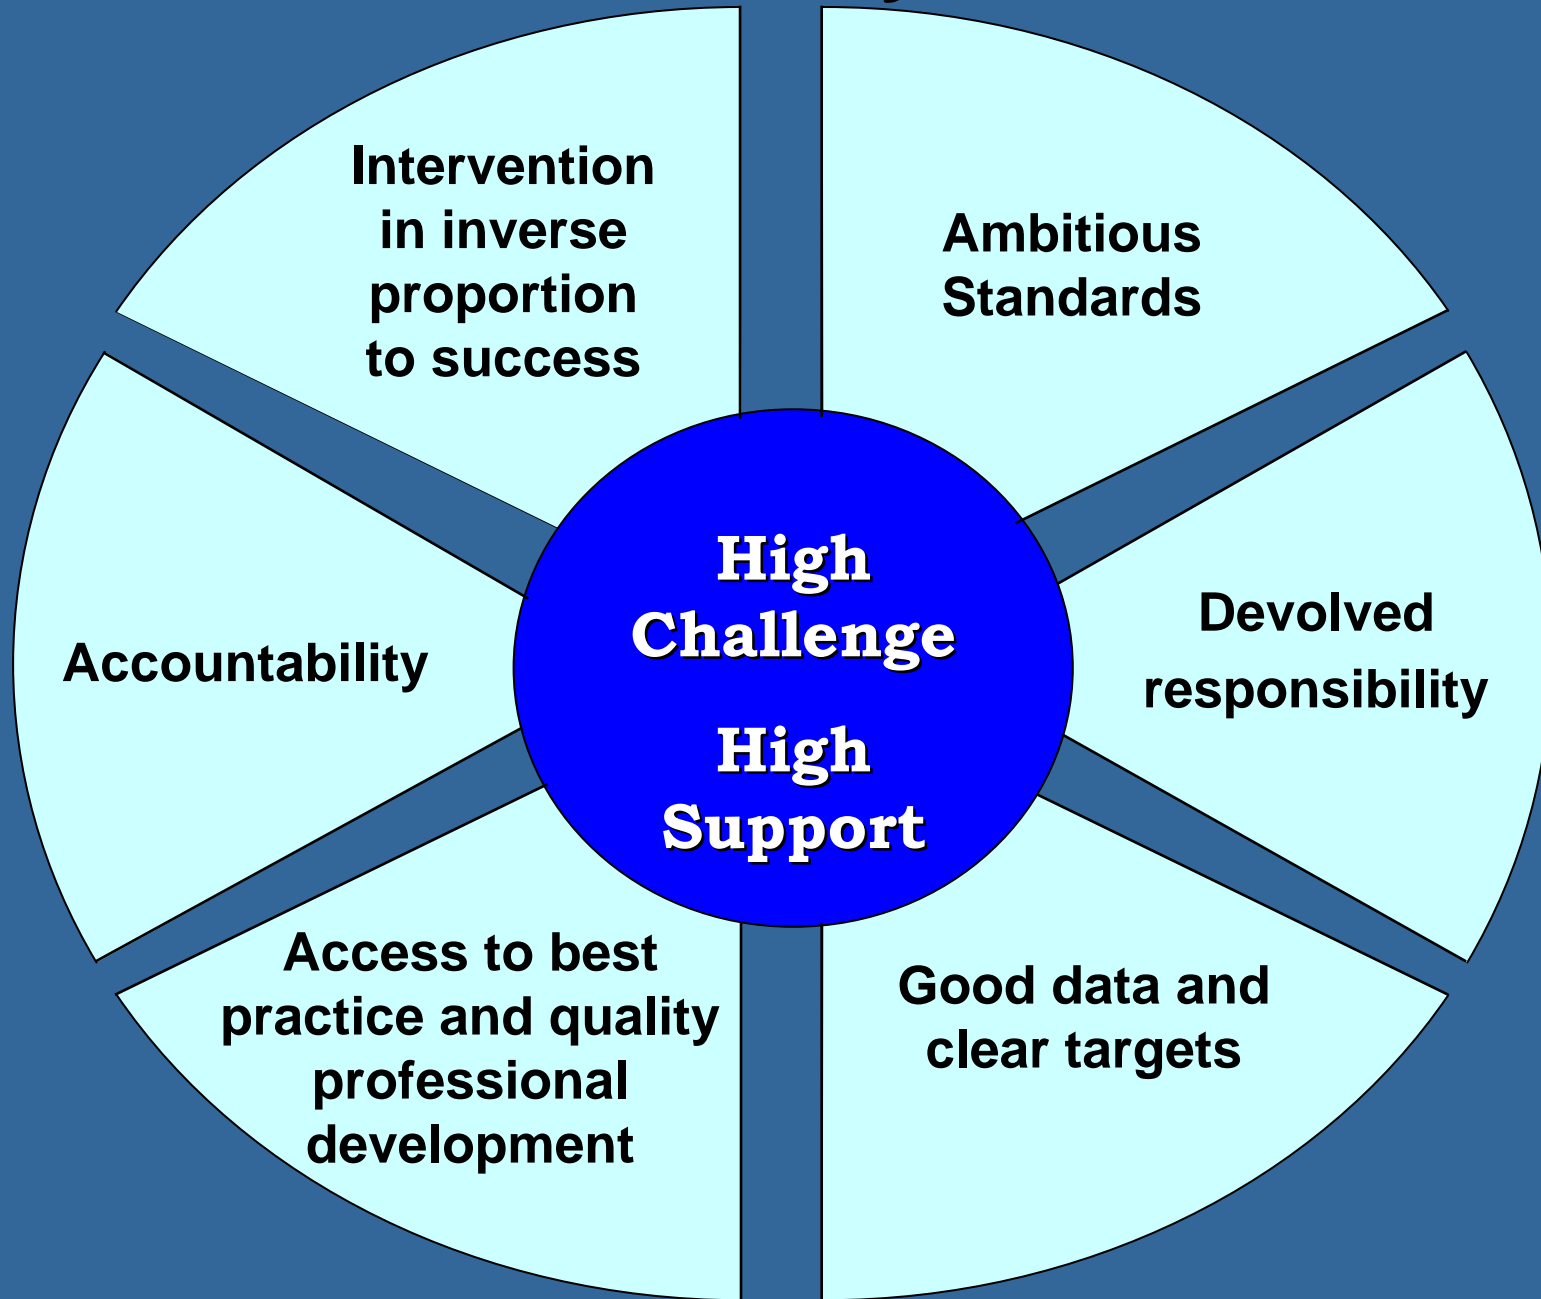 Intervention
in inverse
proportion
to success
Ambitious
Standards
Accountability
High
Challenge
High
Support
Devolved
responsibility
Access to best
practice and quality
professional
development
Good data and
clear targets